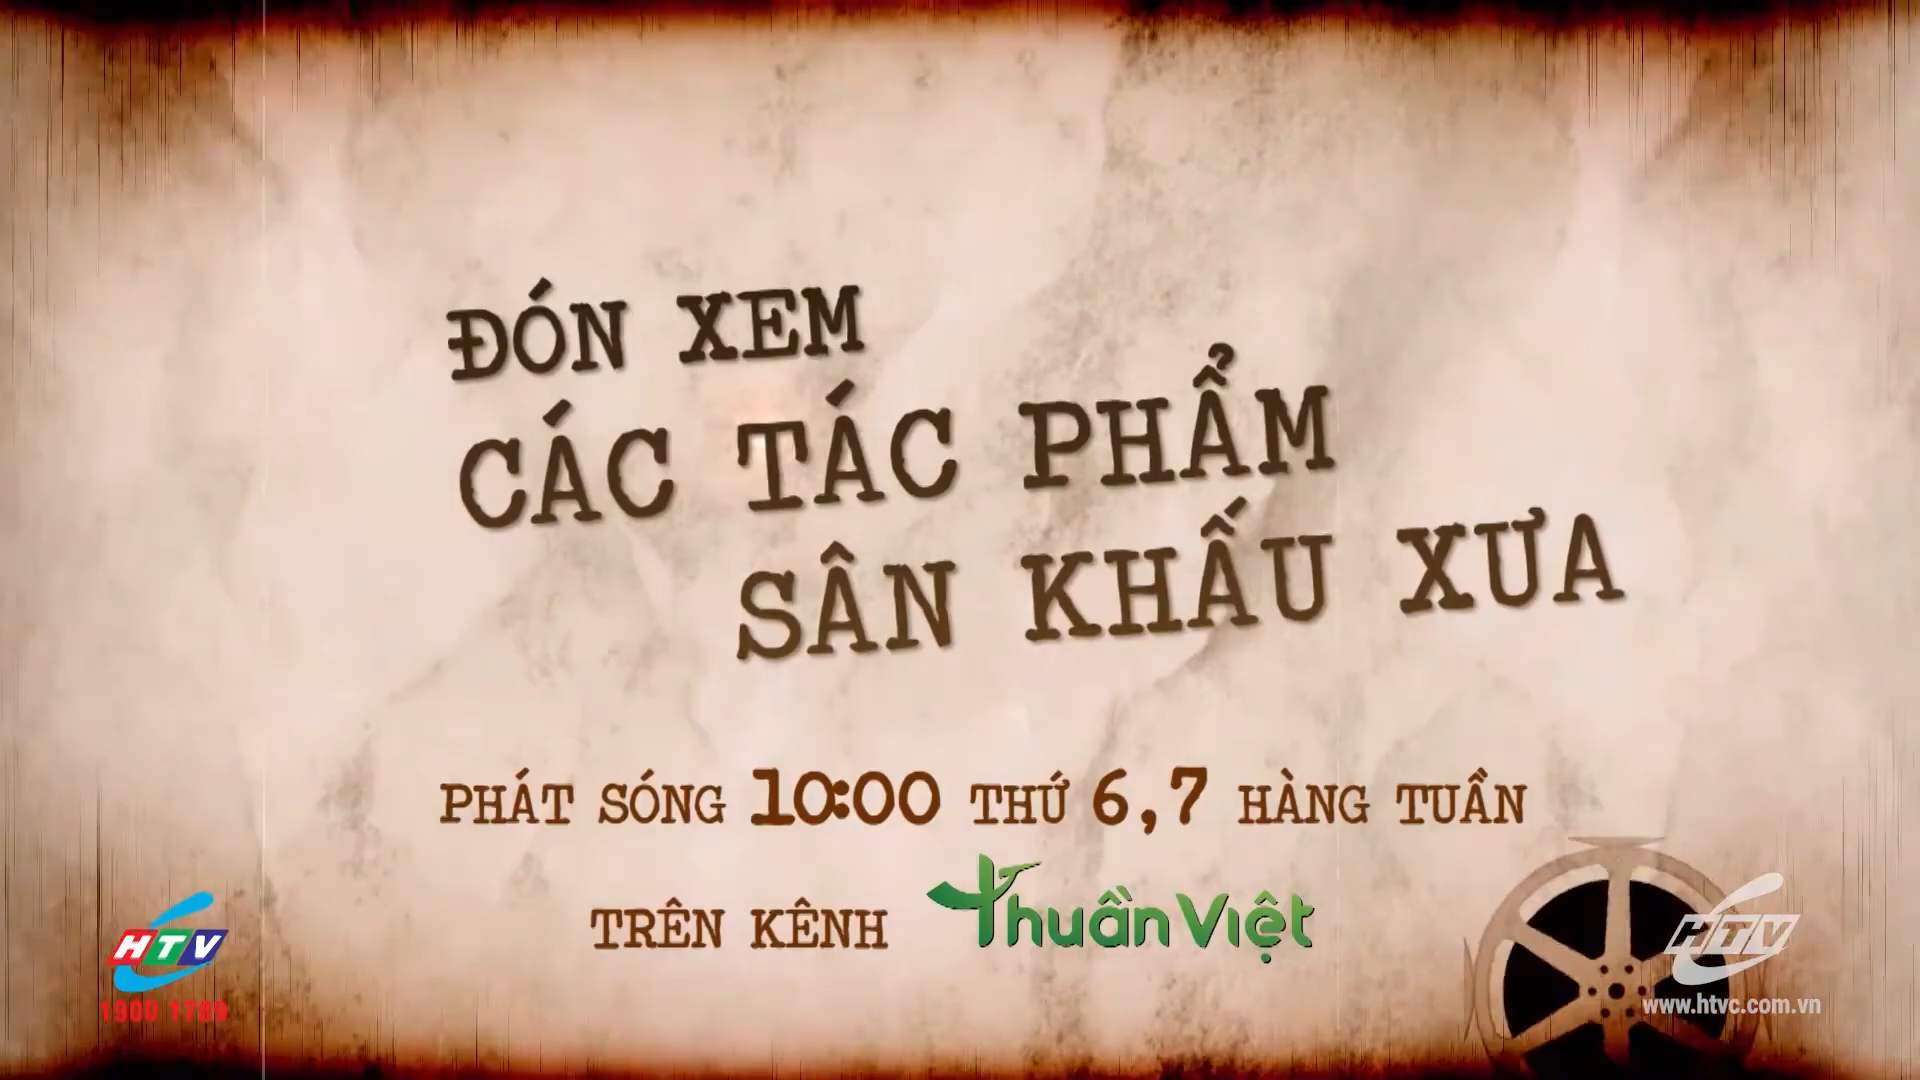 ĐÓN XEM
CÁC TÁC PHẨM
SÂN KHẤU XƯA
PHÁT SÓNG 10:00 THỨ 6,7 HÀNG TUẦN
TRÊN KÊNH Thuần Việt
HTV
1900 1789
HTV
www.htvc.com.vn